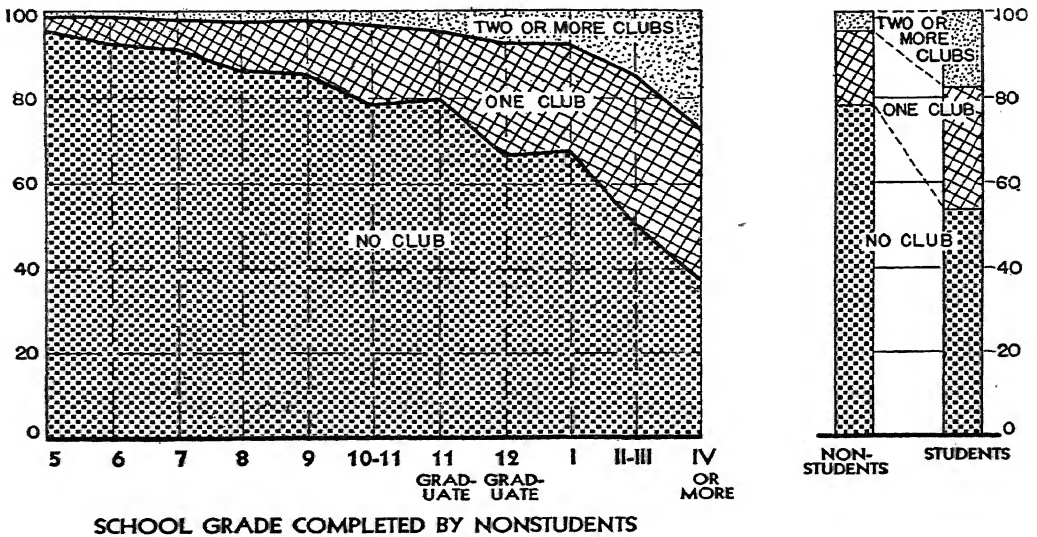 100
80
60
40
20
0
TWO OR MORE CLUBS
ONE CLUB
NO CLUB
5 6 7 8 9 10-11 11 12 I II-III IV
GRAD- GRAD- OR
UATE UATE MORE
SCHOOL GRADE COMPLETED BY NONSTUDENTS
TWO OR
MORE
CLUBS
ONE CLUB
NO CLUB
100
80
60
40
20
0
NON- STUDENTS
STUDENTS